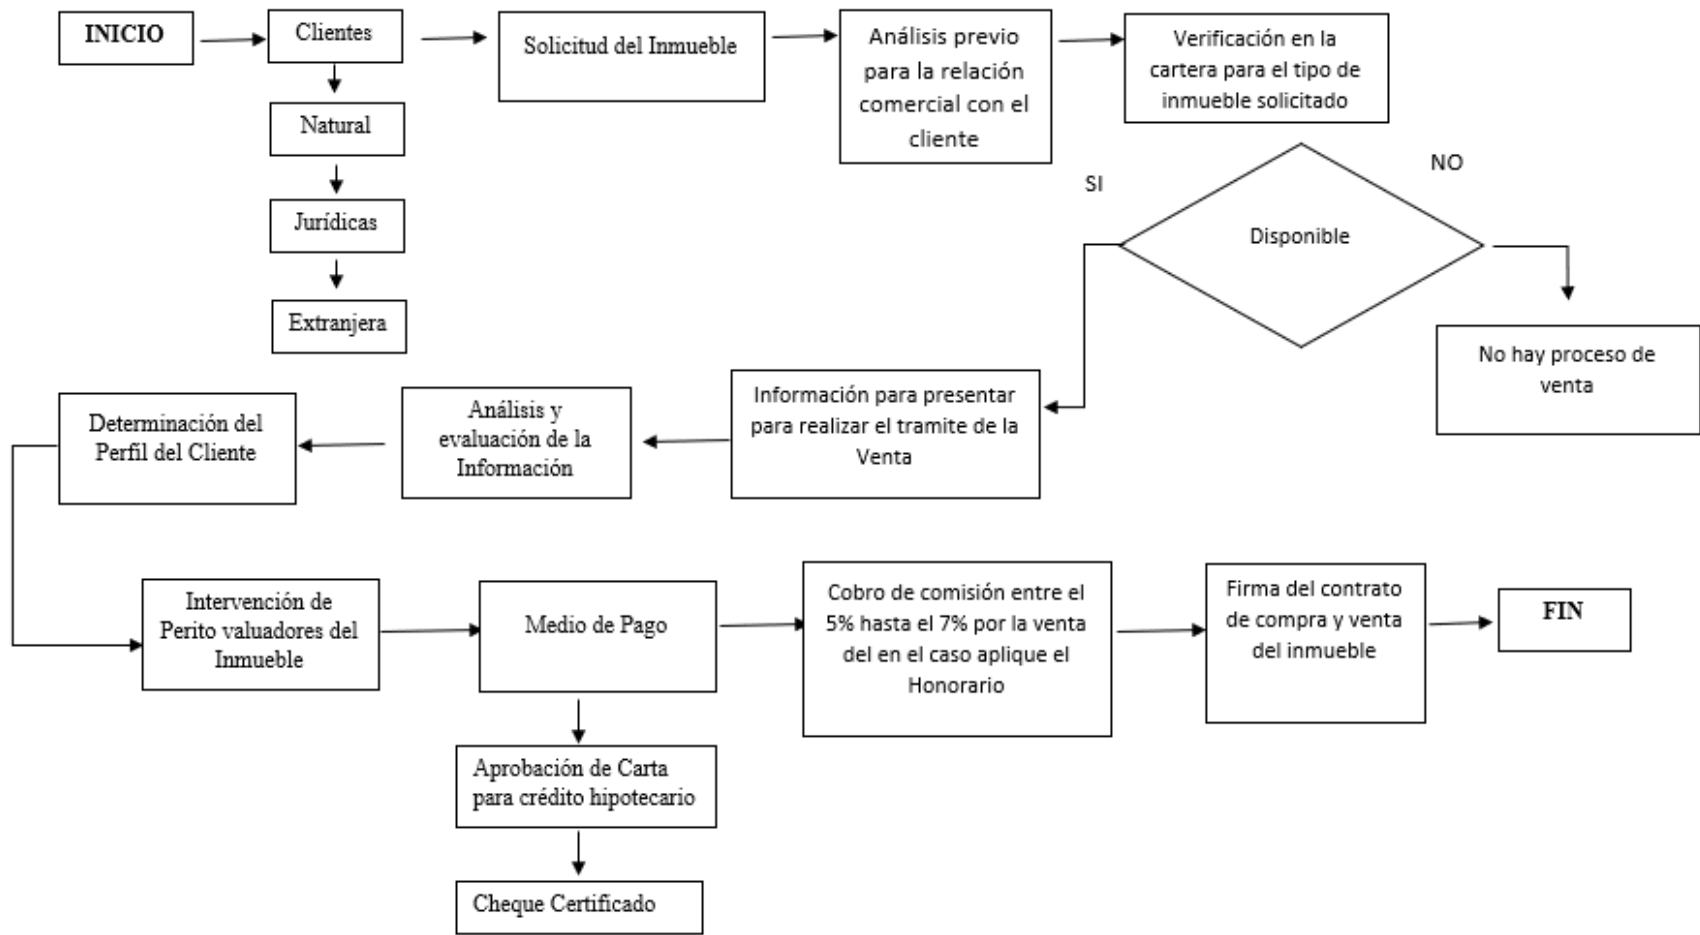 INICIO
Clientes
Solicitud del Inmueble
Análisis previo
para la relación
comercial con el
cliente
Verificación en la
cartera para el tipo de
inmueble solicitado
Natural
Jurídicas
Extranjera
SI
NO
Disponible
No hay proceso de
venta
Información para presentar
para realizar el tramite de la
Venta
Análisis y
evaluación de la
Información
Determinación del
Perfil del Cliente
Intervención de
Perito valuadores del
Inmueble
Medio de Pago
Cobro de comisión entre el
5% hasta el 7% por la venta
del en el caso aplique el
Honorario
Firma del contrato
de compra y venta
del inmueble
FIN
Aprobación de Carta
para crédito hipotecario
Cheque Certificado